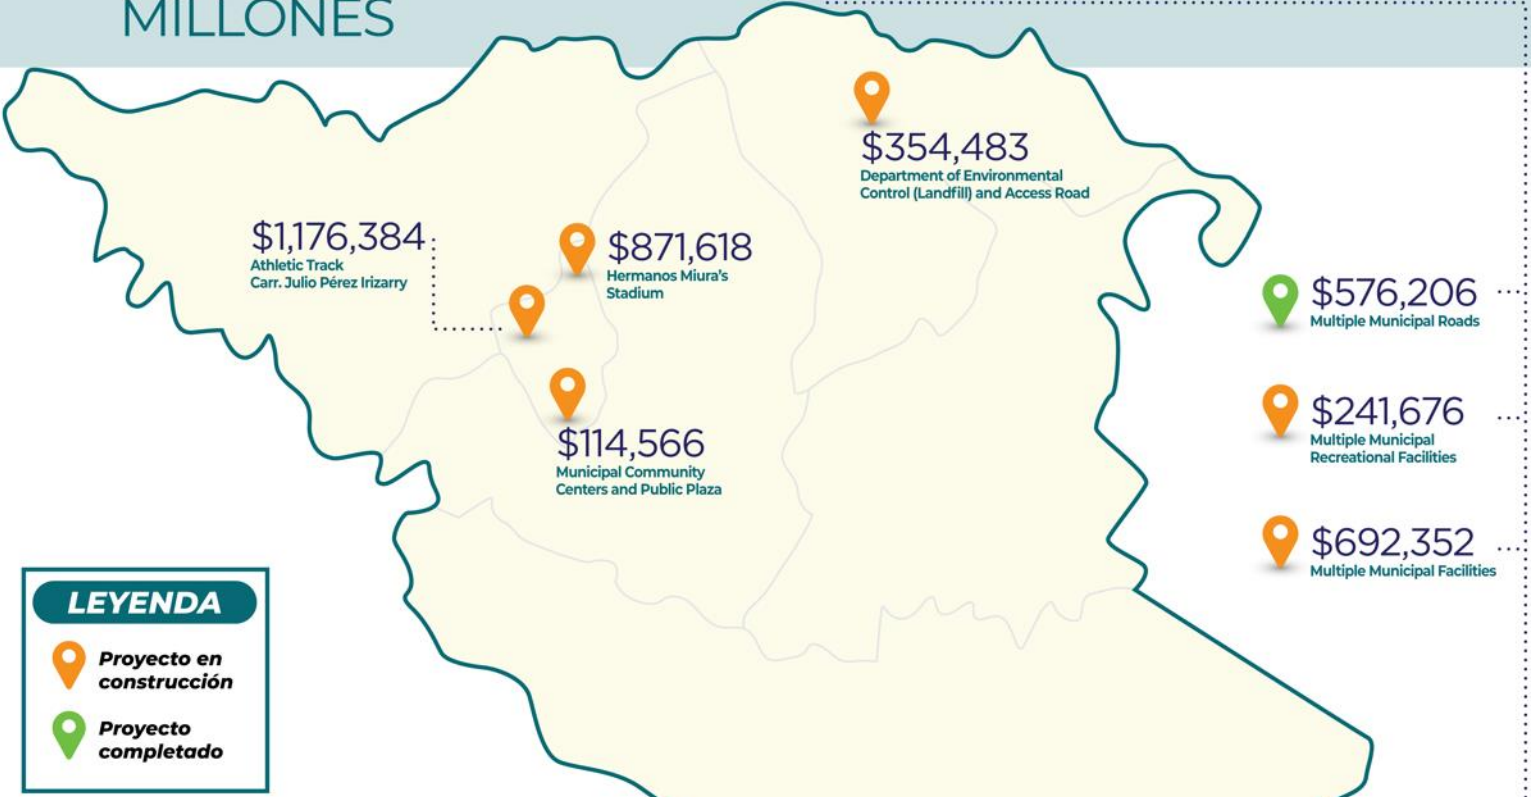 MILLONES
$354,483
Department of Environmental
Control (Landfill) and Access Road
$1,176,384
Athletic Track
Carr. Julio Pérez Irizarry
$871,618
Hermanos Miura's
Stadium
$576,206
Multiple Municipal Roads
$241,676
Multiple Municipal
Recreational Facilities
$114,566
Municipal Community
Centers and Public Plaza
$692,352
Multiple Municipal Facilities
LEYENDA
Proyecto en
construcción
Proyecto
completado